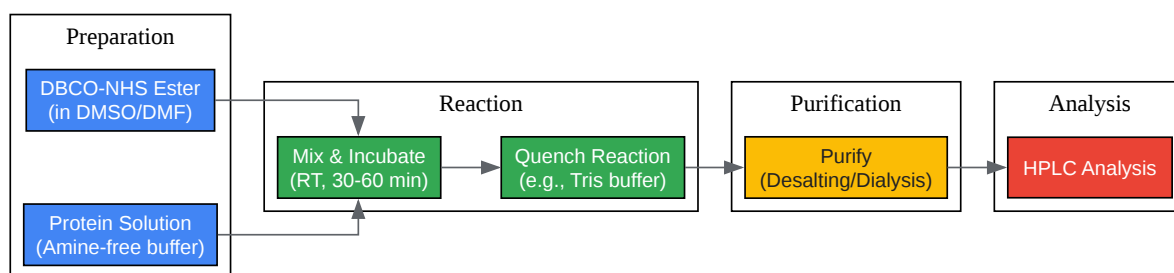 Preparation
DBCO-NHS Ester
(in DMSO/DMF)
Protein Solution
(Amine-free buffer)
Reaction
Mix & Incubate
(RT, 30-60 min)
Quench Reaction
(e.g., Tris buffer)
Purification
Purify
(Desalting/Dialysis)
Analysis
HPLC Analysis